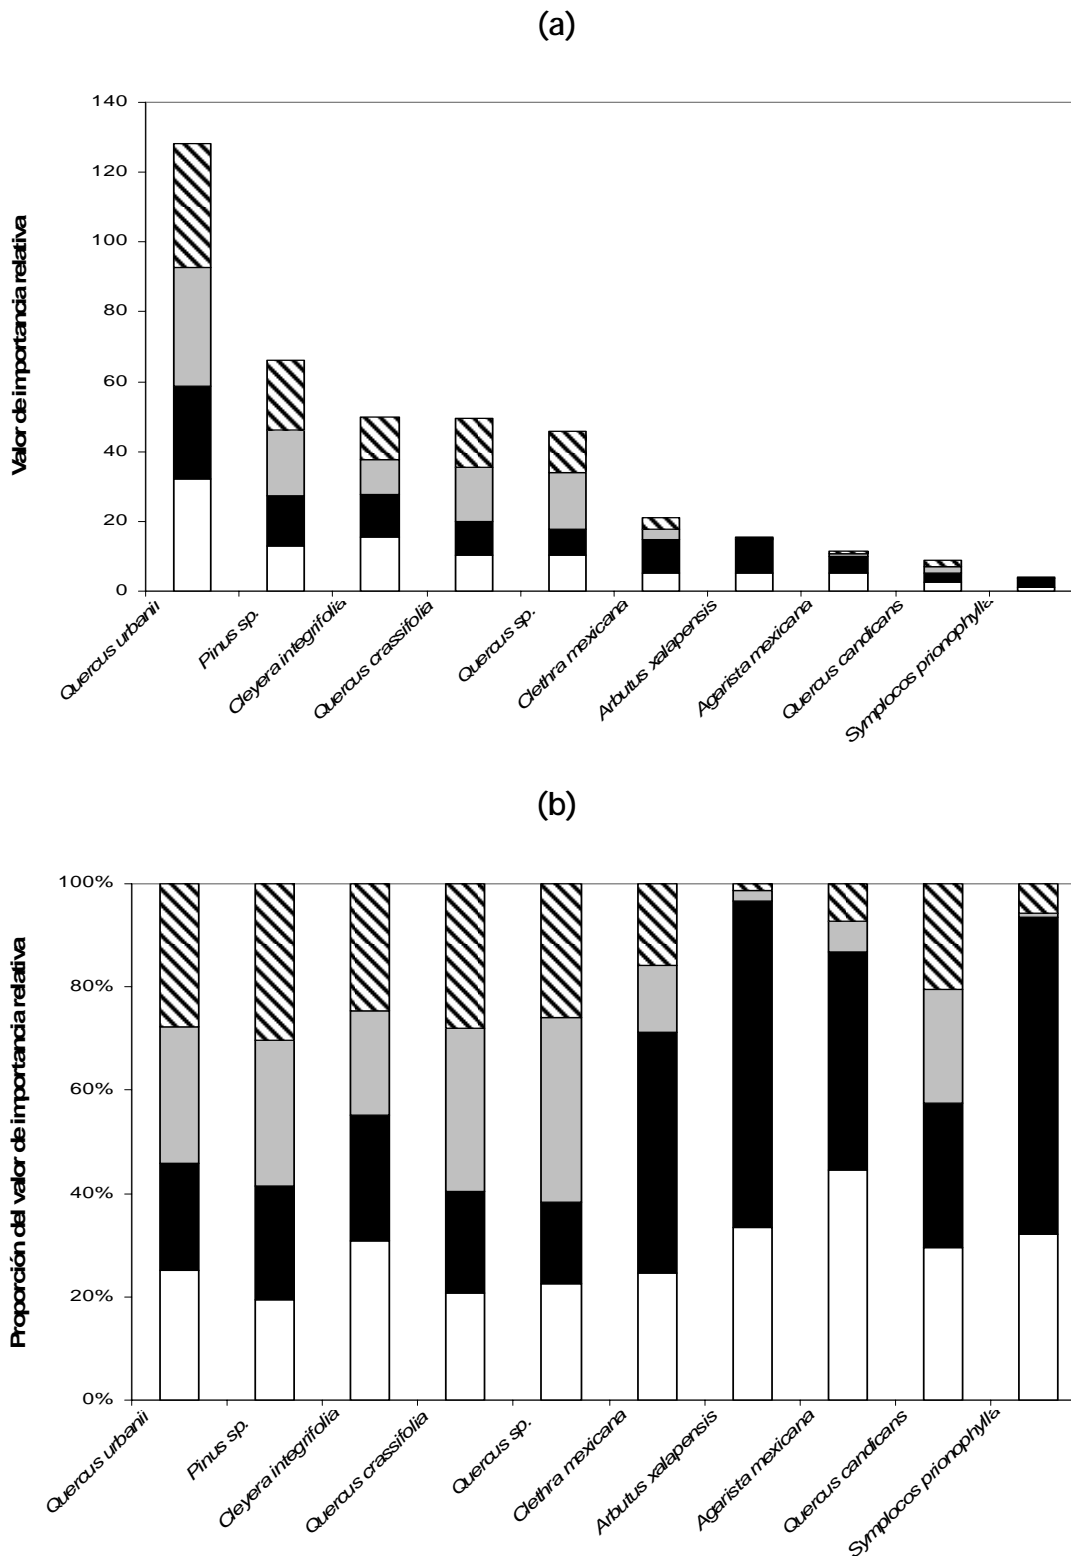 (a)
Valor de importancia relativa
140
120
100
80
60
40
20
0
Quercus urbanii
Pinus sp.
Cleyera integrifolia
Quercus crassifolia
Quercus sp.
Clethra mexicana
Arbutus xalapensis
Agarista mexicana
Quercus candicans
Symplocos prionophylla
(b)
Proporción del valor de importancia relativa
100%
80%
60%
40%
20%
0%
Quercus urbanii
Pinus sp.
Cleyera integrifolia
Quercus crassifolia
Quercus sp.
Clethra mexicana
Arbutus xalapensis
Agarista mexicana
Quercus candicans
Symplocos prionophylla